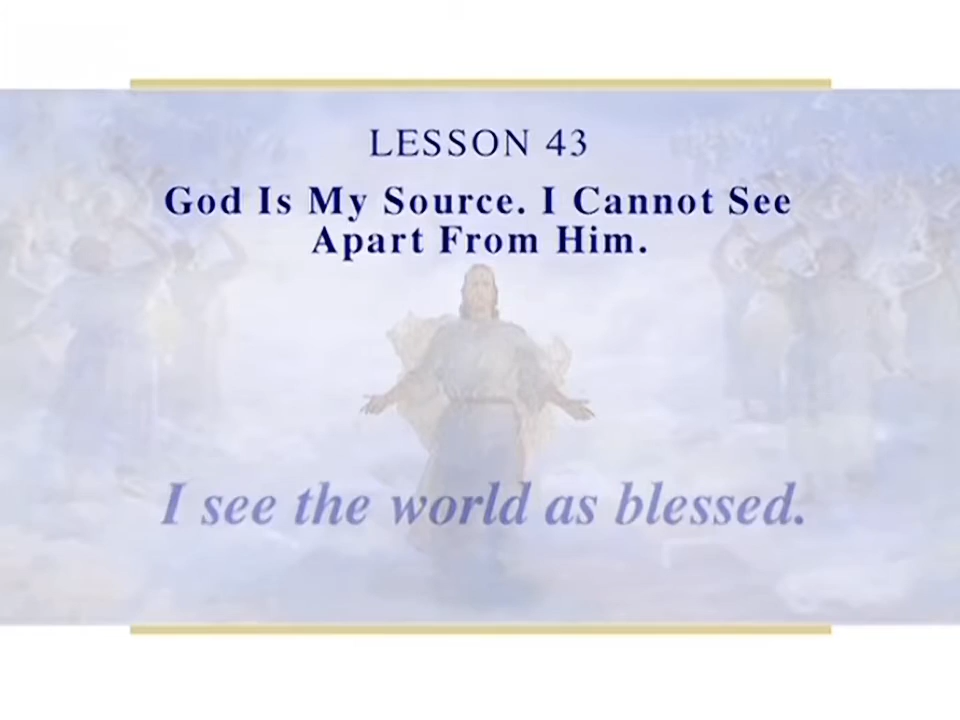 LESSON 43
God Is My Source. I Cannot See
Apart From Him.
I see the world as blessed.